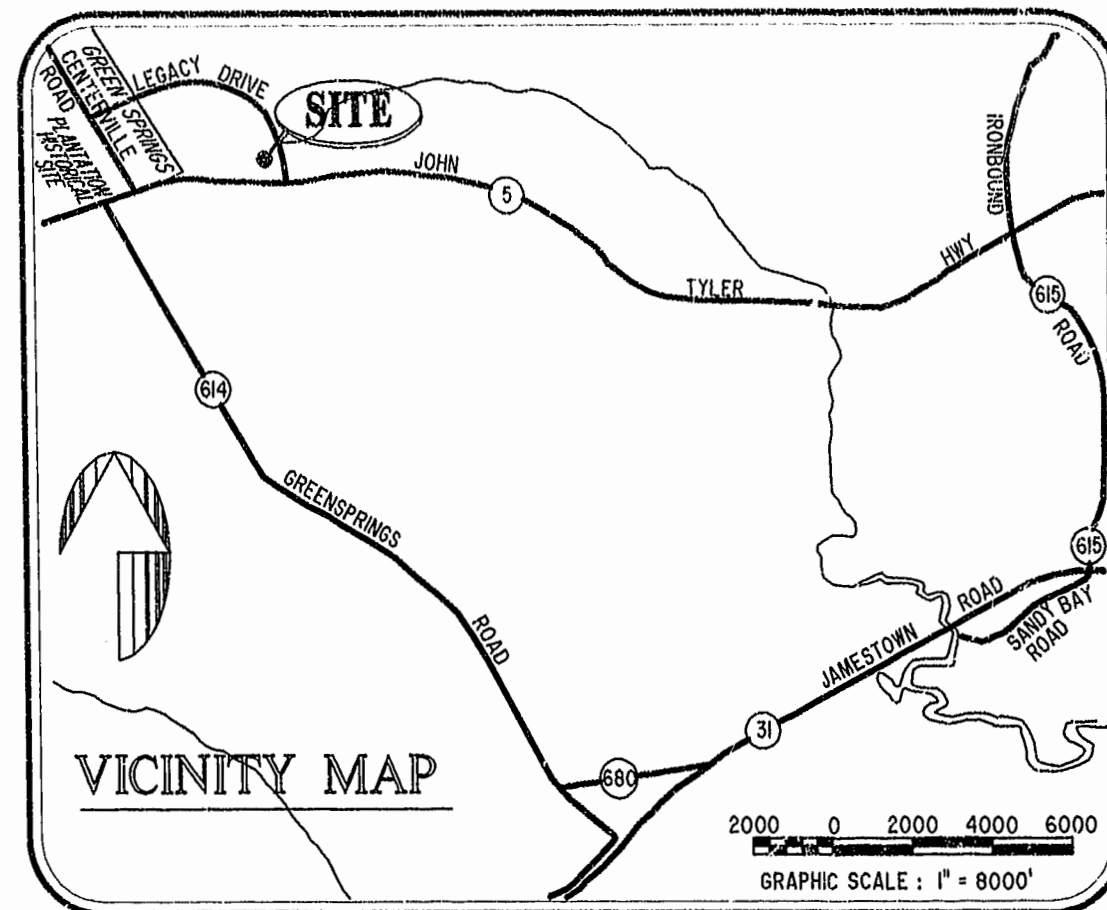 GREEN SPRINGS
PLANTATION
HISTORICAL
SITE
CENTERVILLE
ROAD
LEGACY DRIVE
SITE
JOHN
5
TYLER
HWY
IRONBOUND
615
ROAD
614
GREENSPRINGS
ROAD
615
ROAD
SANDY BAY
ROAD
JAMESTOWN
31
680
VICINITY MAP
2000 0 2000 4000 6000
GRAPHIC SCALE : 1" = 8000'